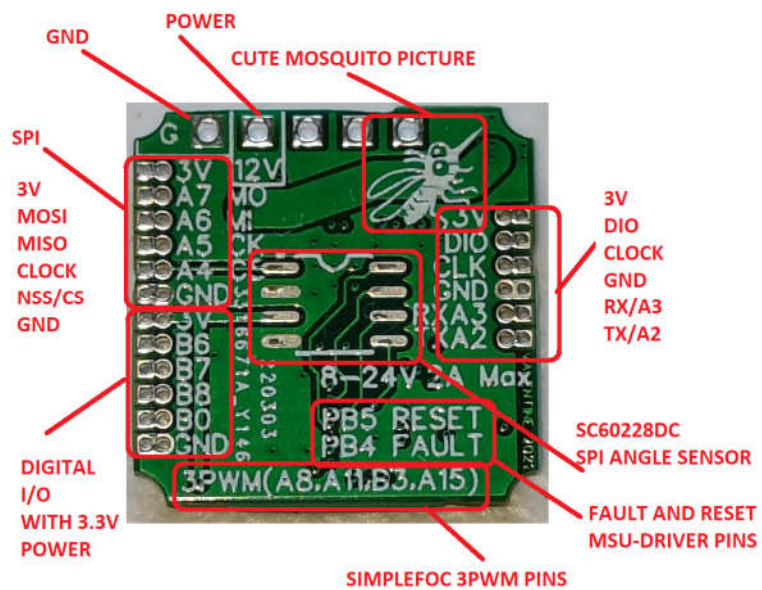 POWER
GND
CUTE MOSQUITO PICTURE
SPI
3V
MOSI
MISO
CLOCK
NSS/CS
GND
DIGITAL
I/O
WITH 3.3V
POWER
G
12V
3V
A7 MO
A6 MI
A5 CK
A4 CS
GND
3V
B6
B7
B8
B0
GND
3V
DIO
CLK
GND
RXA3
TXA2
8-24V 2A Max
PB5 RESET
PB4 FAULT
3PWM(A8,A11,B3,A15)
220303
3V
DIO
CLOCK
GND
RX/A3
TX/A2
SC60228DC
SPI ANGLE SENSOR
FAULT AND RESET
MSU-DRIVER PINS
SIMPLEFOC 3PWM PINS